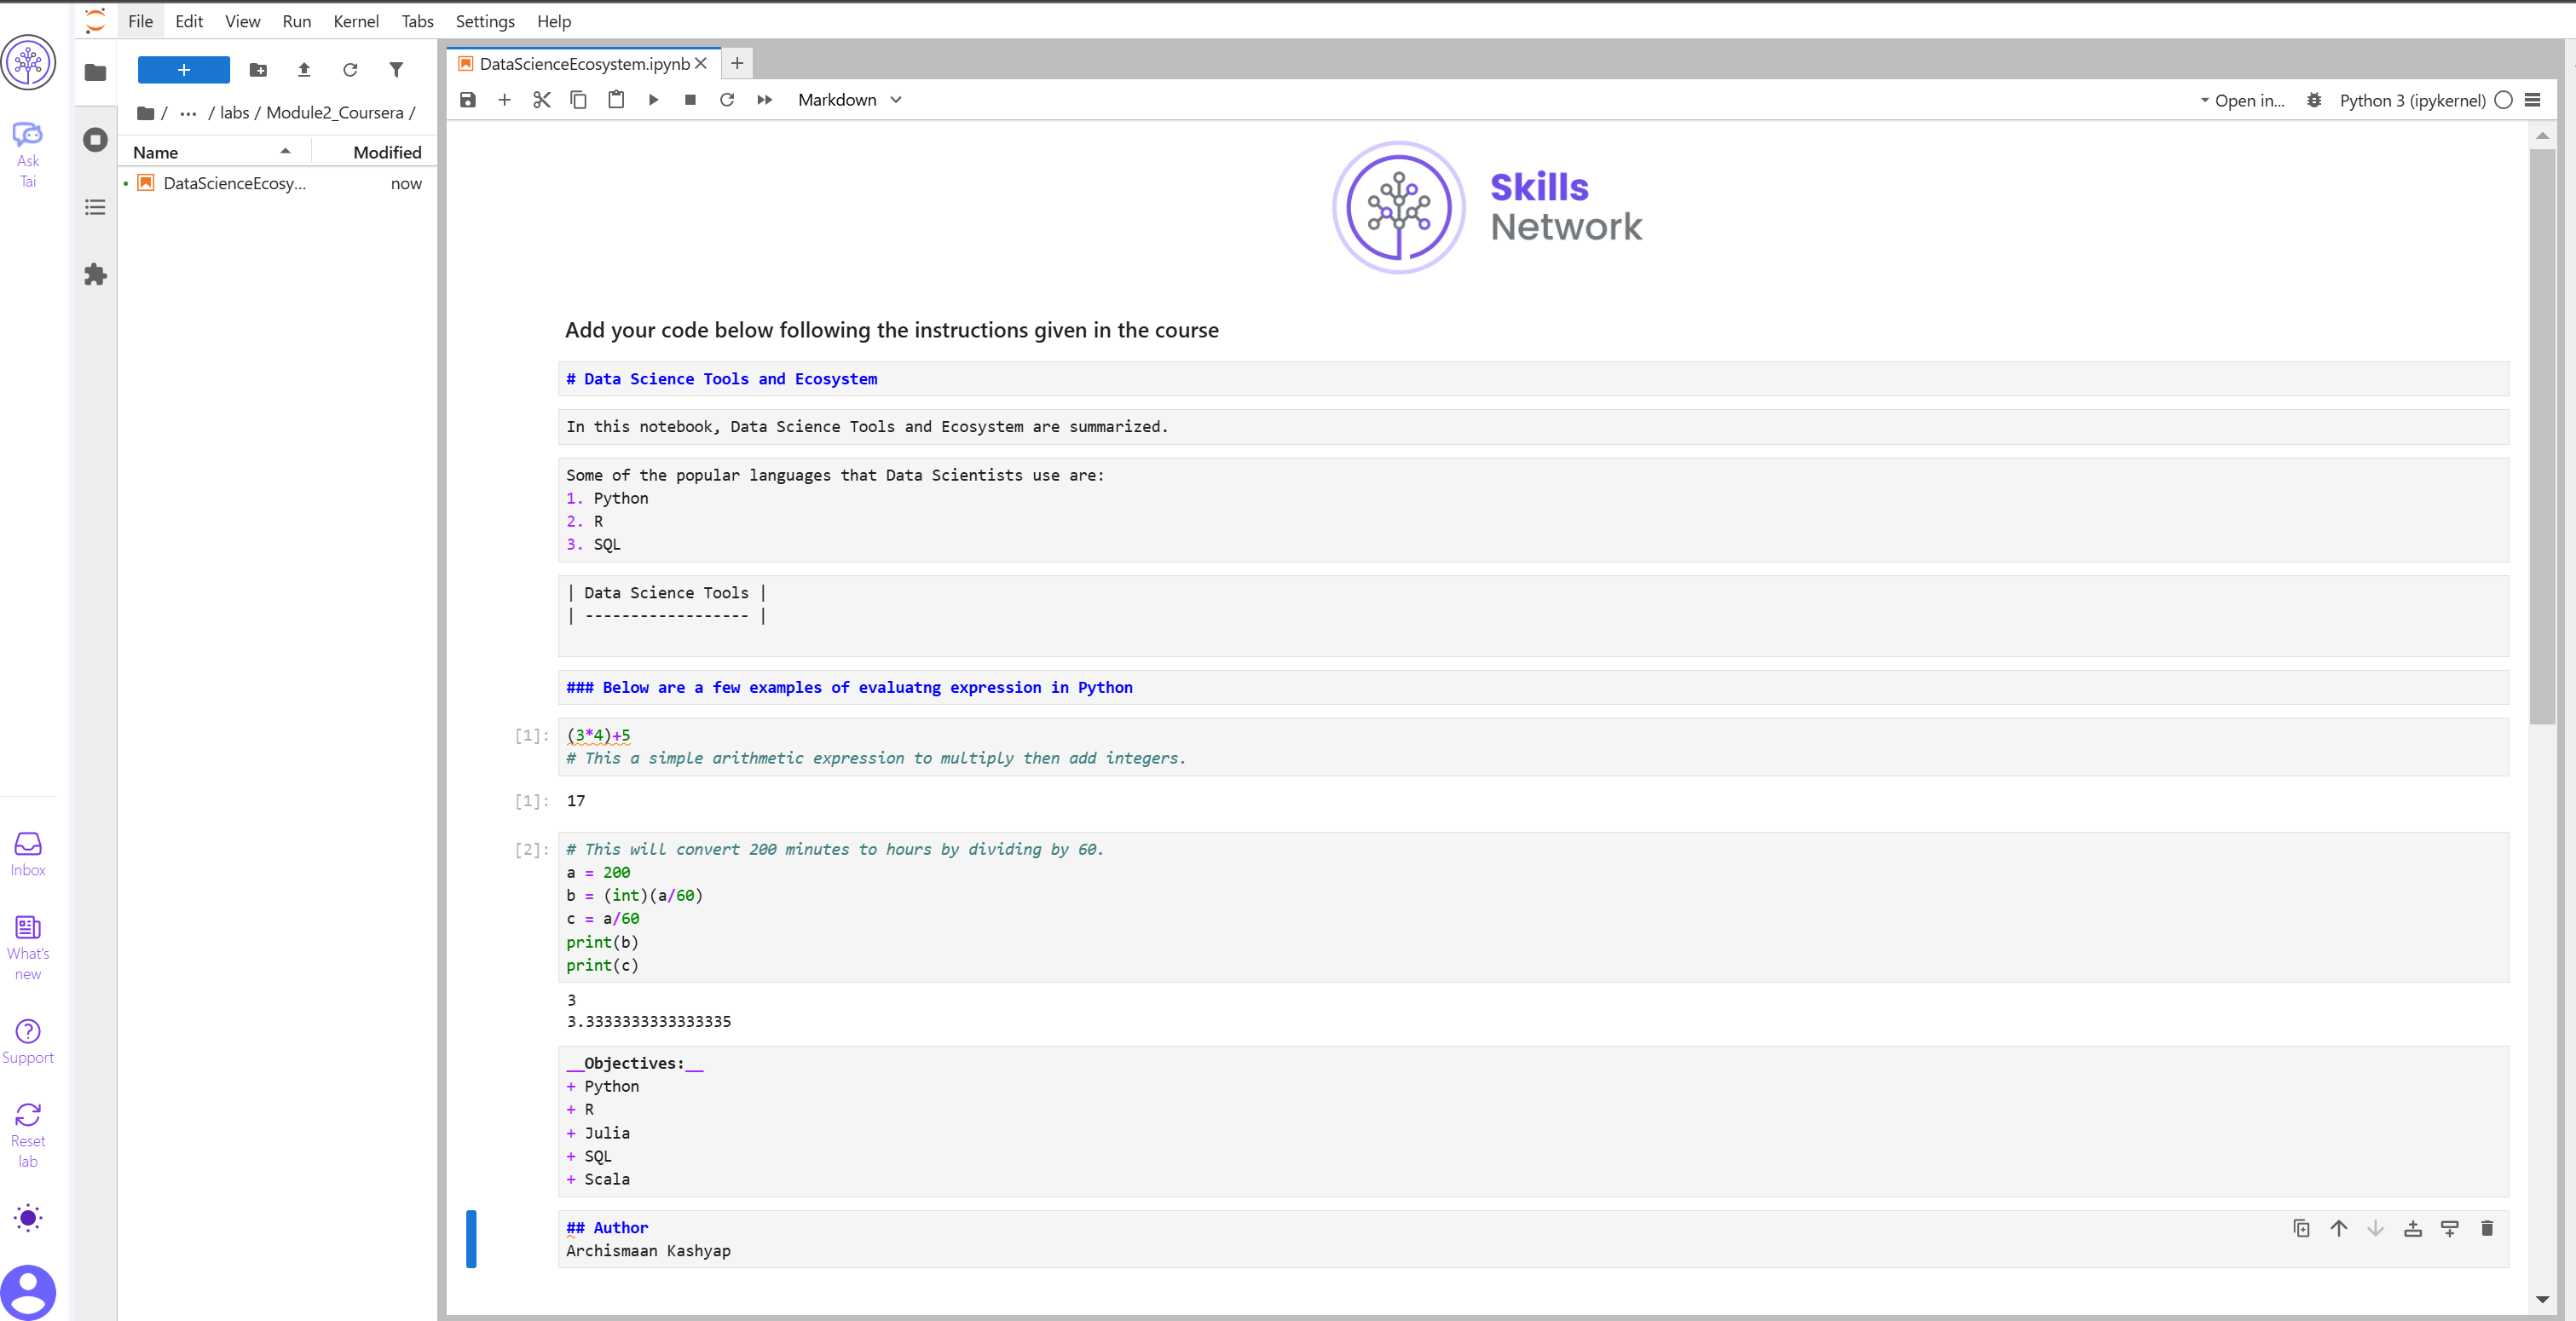 File Edit View Run Kernel Tabs Settings Help
Ask
Tai
Inbox
What's
new
Support
Reset
lab
/ ... / labs / Module2_Coursera /
Name Modified
DataScienceEcosy... now
DataScienceEcosystem.ipynb
Markdown
Open in...
Python 3 (ipykernel)
Skills
Network
Add your code below following the instructions given in the course
# Data Science Tools and Ecosystem
In this notebook, Data Science Tools and Ecosystem are summarized.
Some of the popular languages that Data Scientists use are:
1. Python
2. R
3. SQL
| Data Science Tools |
| ------------------ |
### Below are a few examples of evaluatng expression in Python
[1]: (3*4)+5
# This a simple arithmetic expression to multiply then add integers.
[1]: 17
[2]: # This will convert 200 minutes to hours by dividing by 60.
a = 200
b = (int)(a/60)
c = a/60
print(b)
print(c)
3
3.3333333333333335
__Objectives:__
+ Python
+ R
+ Julia
+ SQL
+ Scala
## Author
Archismaan Kashyap